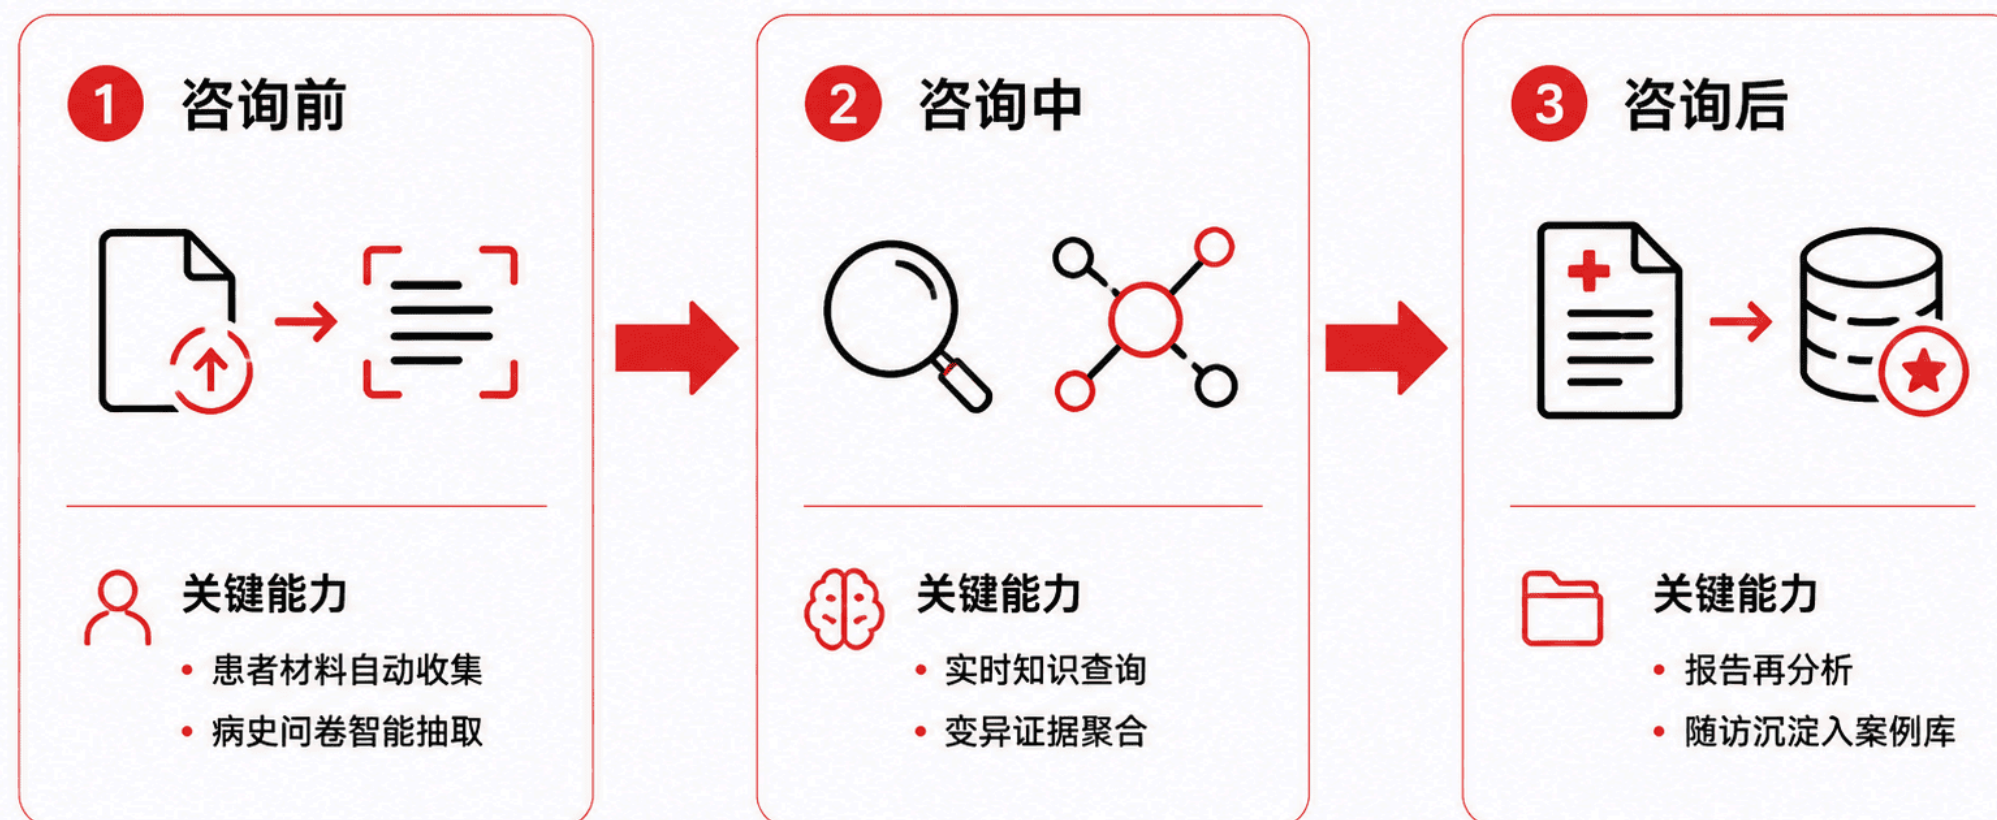 1 咨询前
关键能力
• 患者材料自动收集
• 病史问卷智能抽取
2 咨询中
关键能力
• 实时知识查询
• 变异证据聚合
3 咨询后
关键能力
• 报告再分析
• 随访沉淀入案例库